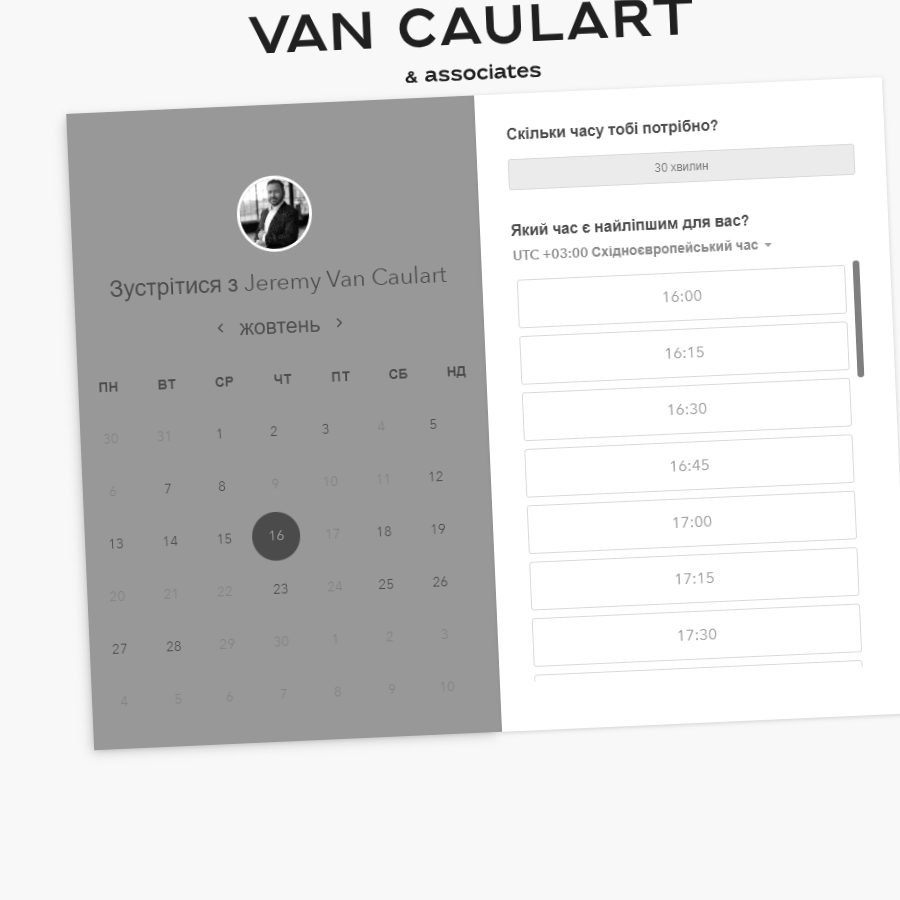 VAN CAULART
& associates
Зустрітися з Jeremy Van Caulart
жовтень
ПН ВТ СР ЧТ ПТ СБ НД
30 31 1 2 3 4 5
6 7 8 9 10 11 12
13 14 15 16 17 18 19
20 21 22 23 24 25 26
27 28 29 30 1 2 3
4 5 6 7 8 9 10
Скільки часу тобі потрібно?
30 хвилин
Який час є найліпшим для вас?
UTC +03:00 Східноєвропейський час
16:00
16:15
16:30
16:45
17:00
17:15
17:30